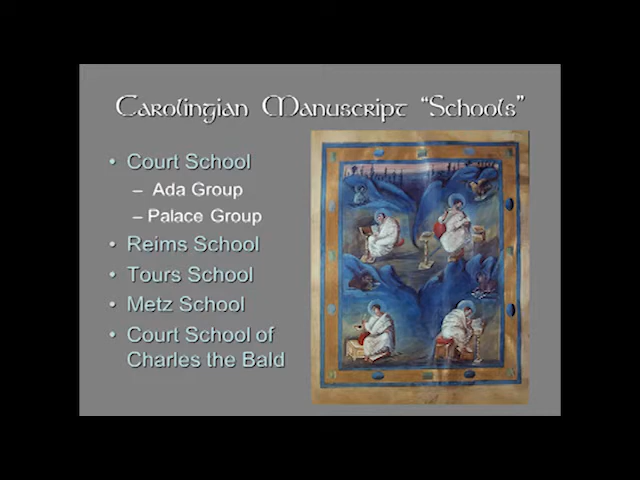 Carolingian Manuscript “Schools”
• Court School
– Ada Group
– Palace Group
• Reims School
• Tours School
• Metz School
• Court School of
Charles the Bald